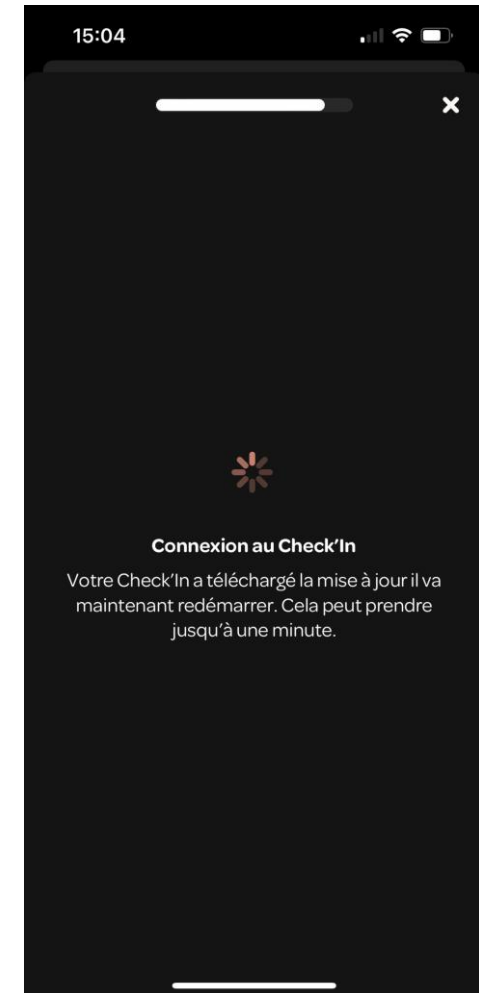 15:04
Connexion au Check’In
Votre Check’In a téléchargé la mise à jour il va
maintenant redémarrer. Cela peut prendre
jusqu’à une minute.